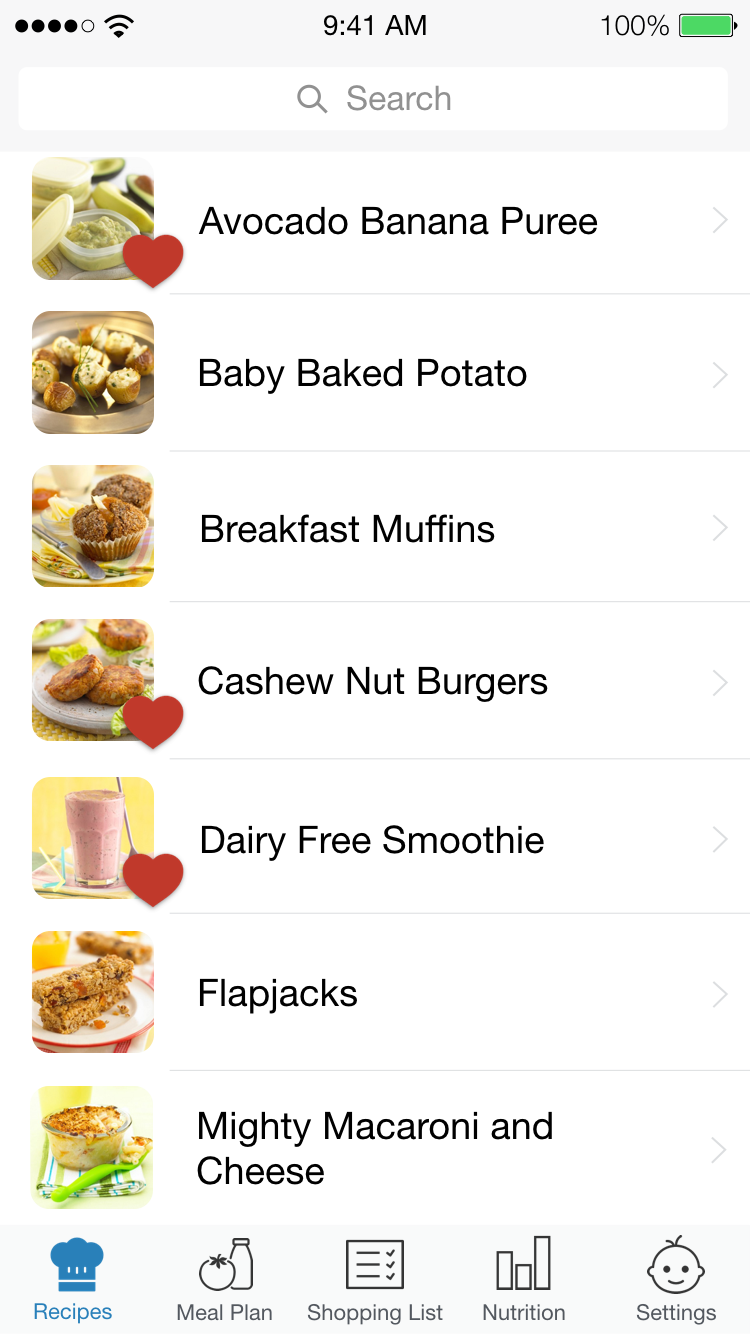 9:41 AM 100%
Search
Avocado Banana Puree
Baby Baked Potato
Breakfast Muffins
Cashew Nut Burgers
Dairy Free Smoothie
Flapjacks
Mighty Macaroni and
Cheese
Recipes Meal Plan Shopping List Nutrition Settings